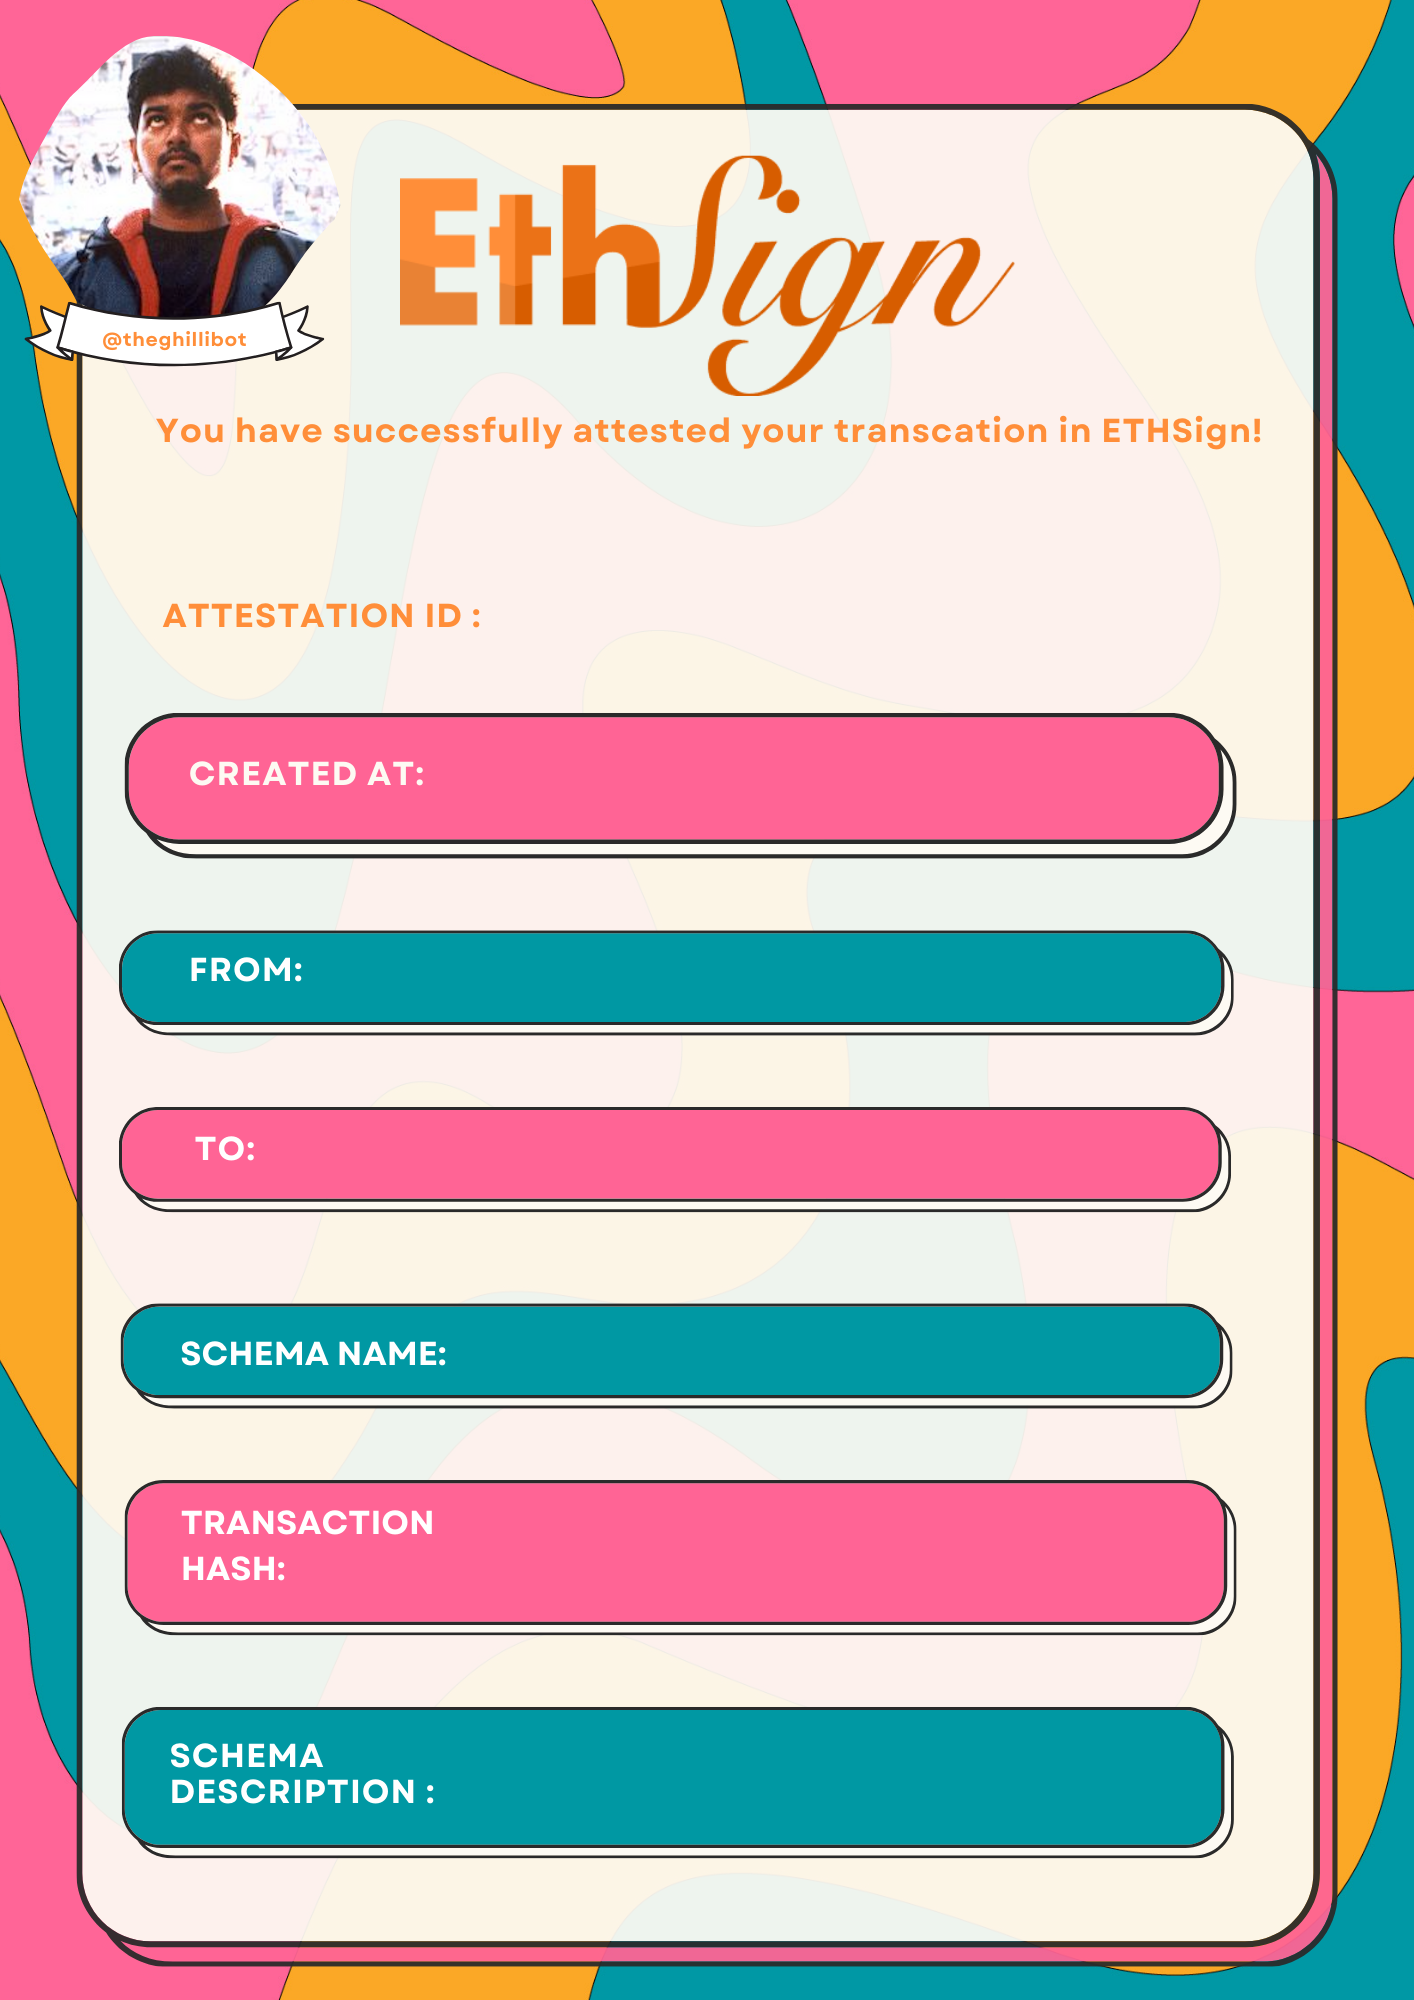 EthSign
@theghillibot
You have successfully attested your transcation in ETHSign!
ATTESTATION ID :
CREATED AT:
FROM:
TO:
SCHEMA NAME:
TRANSACTION
HASH:
SCHEMA
DESCRIPTION :